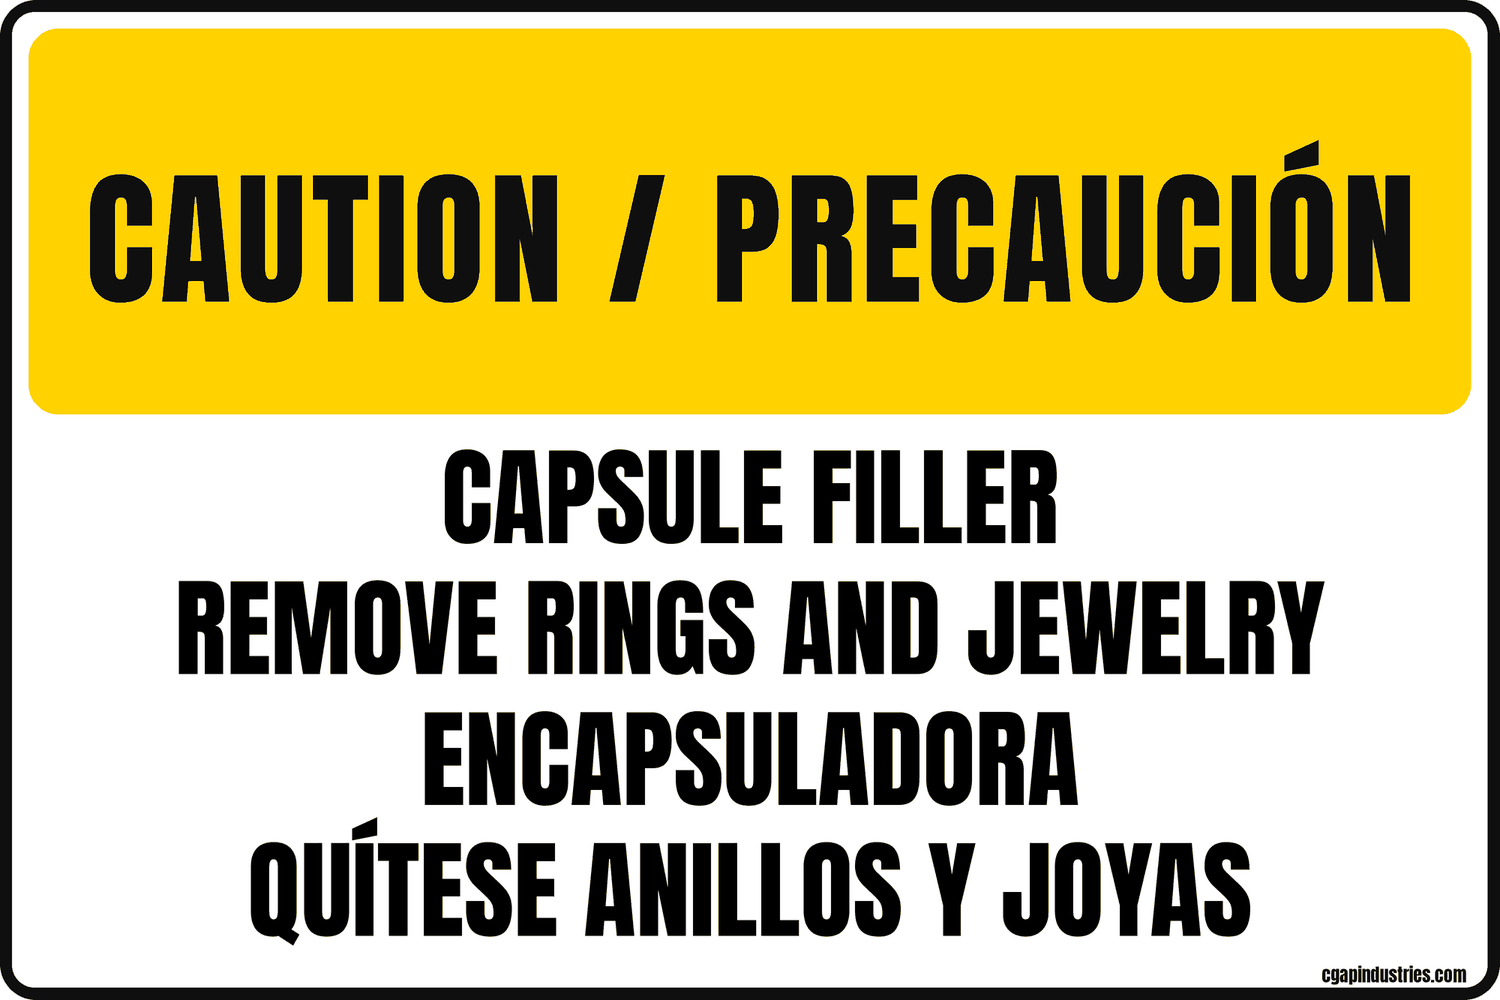 CAUTION / PRECAUCIÓN
CAPSULE FILLER
REMOVE RINGS AND JEWELRY
ENCAPSULADORA
QUÍTESE ANILLOS Y JOYAS
cgapindustries.com